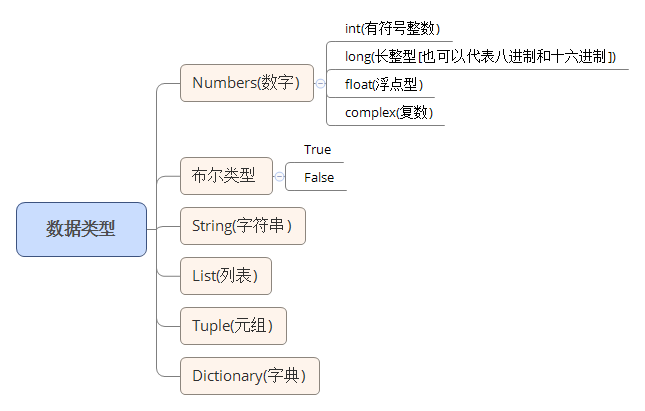 数据类型
Numbers(数字)
int(有符号整数)
long(长整型[也可以代表八进制和十六进制])
float(浮点型)
complex(复数)
布尔类型
True
False
String(字符串)
List(列表)
Tuple(元组)
Dictionary(字典)